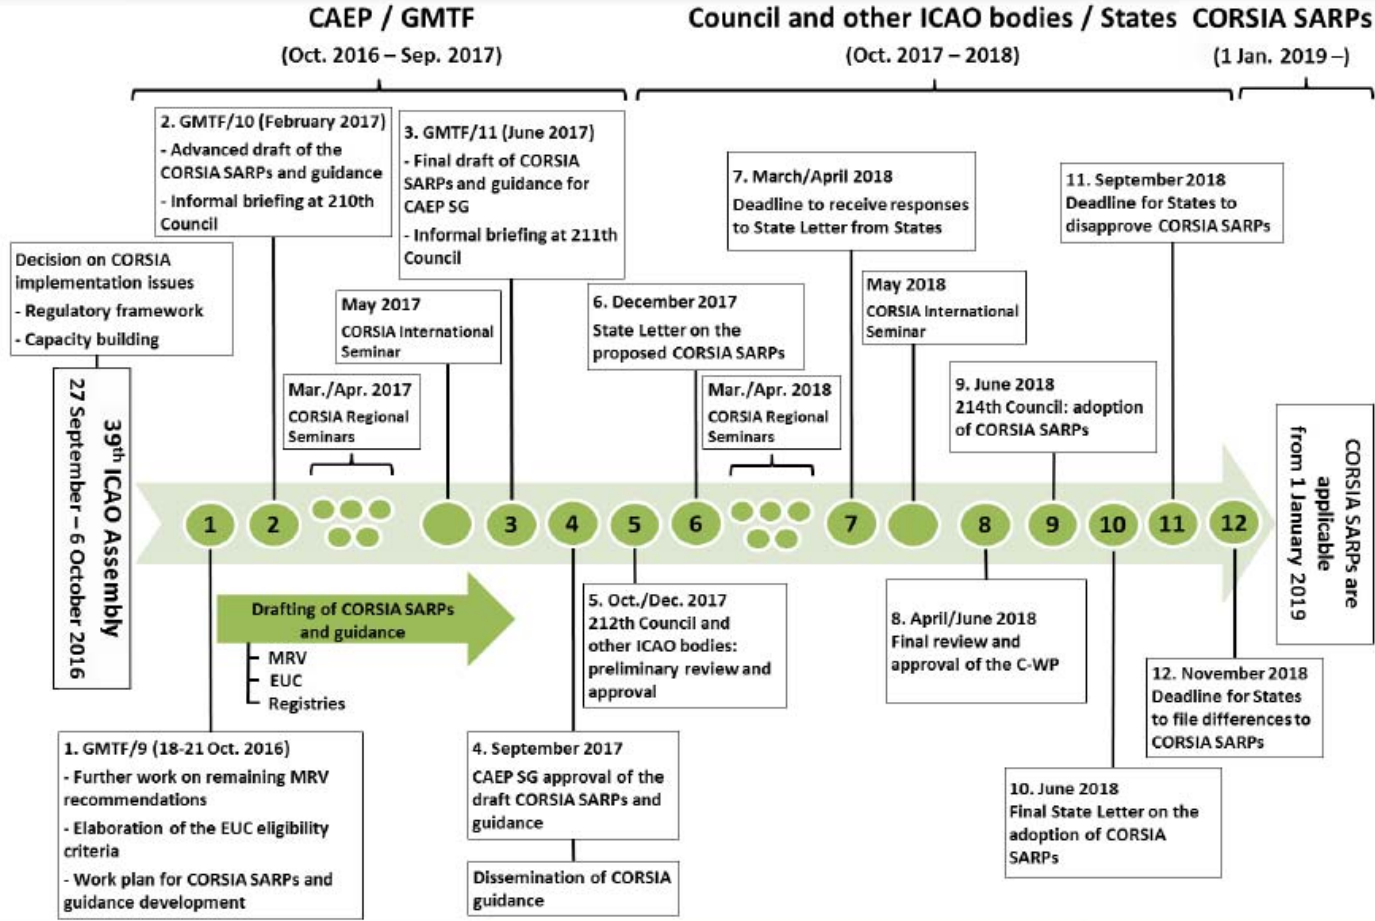 CAEP / GMTF
(Oct. 2016 – Sep. 2017)
Council and other ICAO bodies / States
(Oct. 2017 – 2018)
CORSIA SARPs
(1 Jan. 2019 –)
2. GMTF/10 (February 2017)
- Advanced draft of the
CORSIA SARPs and guidance
- Informal briefing at 210th
Council
3. GMTF/11 (June 2017)
- Final draft of CORSIA
SARPs and guidance for
CAEP SG
- Informal briefing at 211th
Council
7. March/April 2018
Deadline to receive responses
to State Letter from States
11. September 2018
Deadline for States to
disapprove CORSIA SARPs
Decision on CORSIA
implementation issues
- Regulatory framework
- Capacity building
May 2017
CORSIA International
Seminar
6. December 2017
State Letter on the
proposed CORSIA SARPs
May 2018
CORSIA International
Seminar
Mar./Apr. 2017
CORSIA Regional
Seminars
Mar./Apr. 2018
CORSIA Regional
Seminars
9. June 2018
214th Council: adoption
of CORSIA SARPs
39th ICAO Assembly
27 September – 6 October 2016
1
2
3
4
5
6
7
8
9
10
11
12
CORSIA SARPs are
applicable
from 1 January 2019
Drafting of CORSIA SARPs
and guidance
MRV
EUC
Registries
5. Oct./Dec. 2017
212th Council and
other ICAO bodies:
preliminary review and
approval
8. April/June 2018
Final review and
approval of the C-WP
12. November 2018
Deadline for States
to file differences to
CORSIA SARPs
1. GMTF/9 (18-21 Oct. 2016)
- Further work on remaining MRV
recommendations
- Elaboration of the EUC eligibility
criteria
- Work plan for CORSIA SARPs and
guidance development
4. September 2017
CAEP SG approval of the
draft CORSIA SARPs and
guidance
Dissemination of CORSIA
guidance
10. June 2018
Final State Letter on the
adoption of CORSIA
SARPs